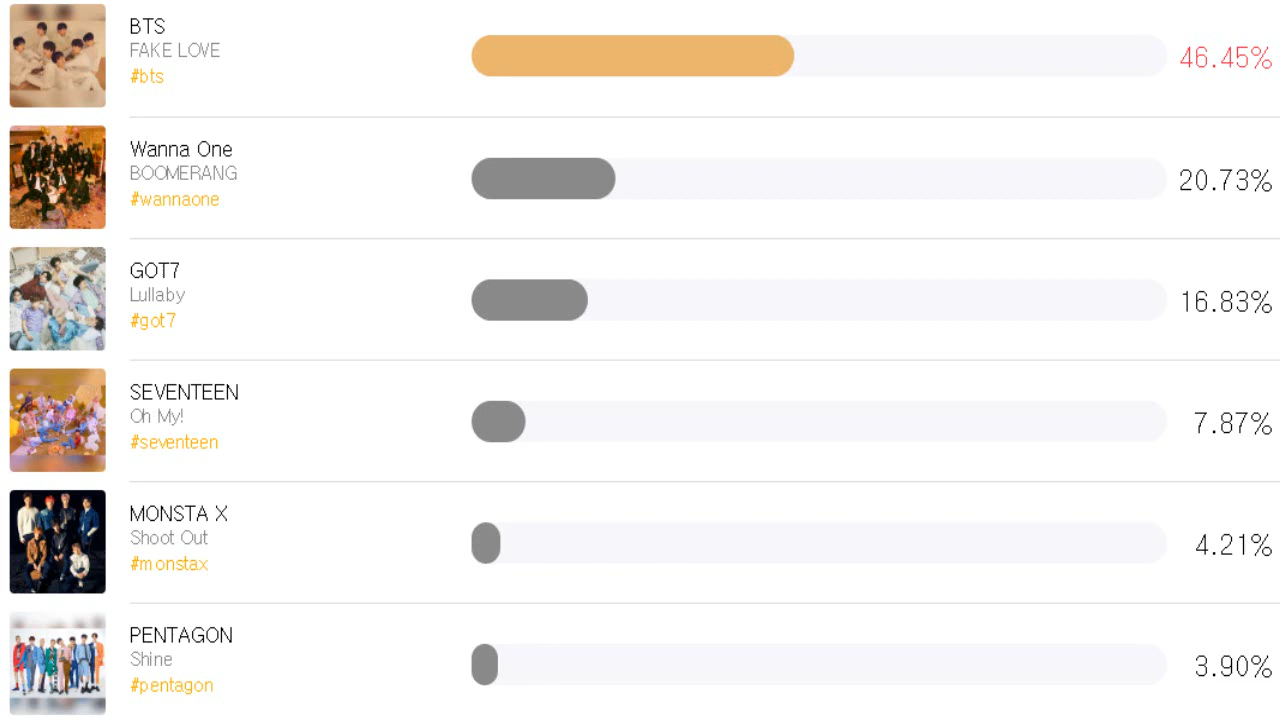 BTS
FAKE LOVE
#bts
46.45%
Wanna One
BOOMERANG
#wannaone
20.73%
GOT7
Lullaby
#got7
16.83%
SEVENTEEN
Oh My!
#seventeen
7.87%
MONSTA X
Shoot Out
#monstax
4.21%
PENTAGON
Shine
#pentagon
3.90%